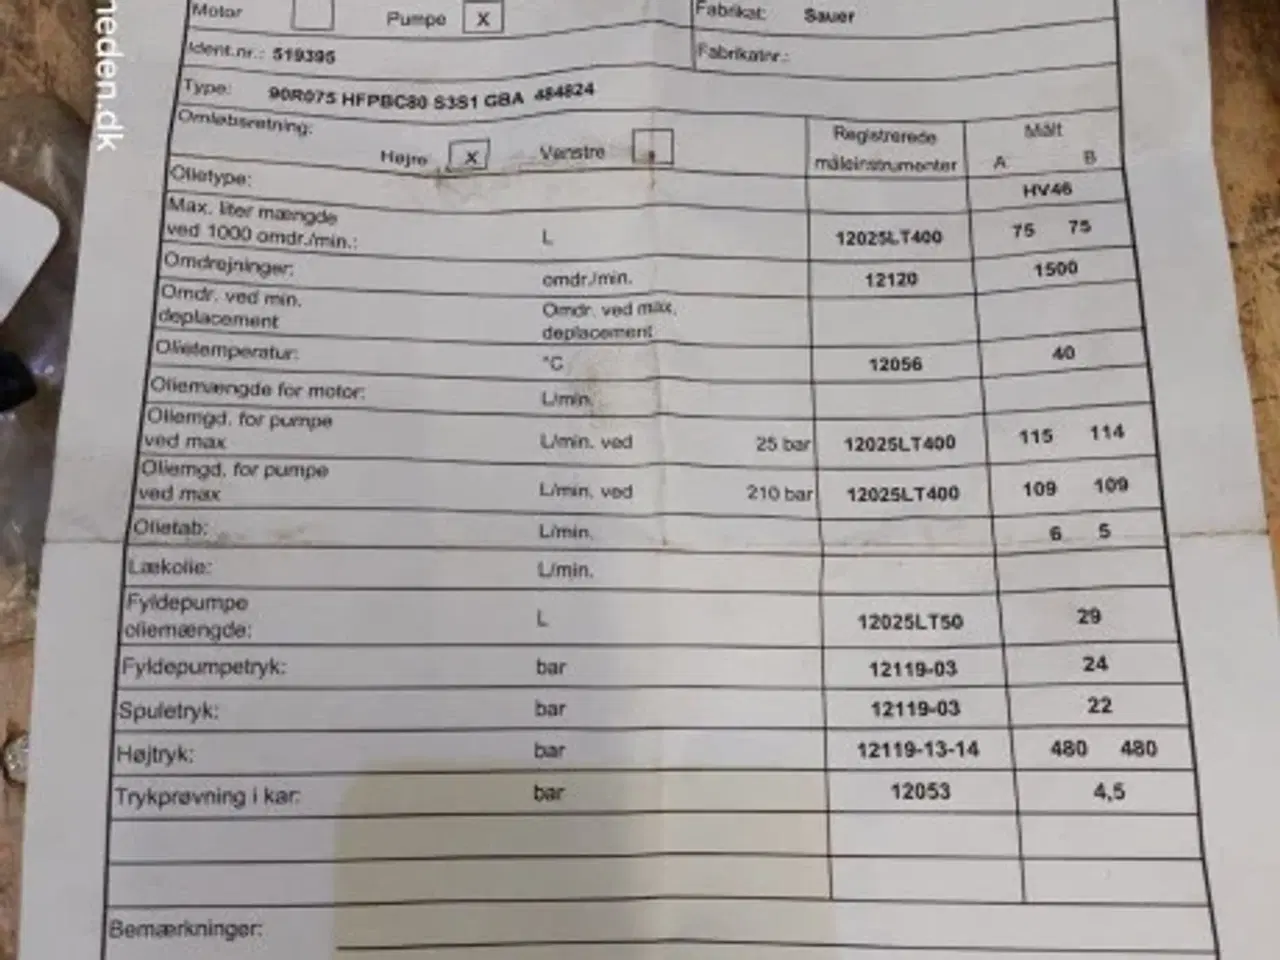 Motor Pumpe X Fabrikat: Sauer
Ident.nr.: 519395 Fabrikatnr.:
Type: 90R075 HFPBC80 S3S1 GBA 484824
Omløbsretning: Højre X Venstre
Registrerede måleinstrumenter
Målt
A B
Olietype: HV46
Max. liter mængde
ved 1000 omdr./min.: L 12025LT400 75 75
Omdrejninger: omdr./min. 12120 1500
Omdr. ved min. Omdr. ved max.
deplacement deplacement
Olietemperatur: °C 12056 40
Oliemængde for motor: L/min.
Oliemgd. for pumpe
ved max L/min. ved 25 bar 12025LT400 115 114
Oliemgd. for pumpe
ved max L/min. ved 210 bar 12025LT400 109 109
Olietab: L/min. 6 5
Lækolie: L/min.
Fyldepumpe
oliemængde: L 12025LT50 29
Fyldepumpetryk: bar 12119-03 24
Spuletryk: bar 12119-03 22
Højtryk: bar 12119-13-14 480 480
Trykprøvning i kar: bar 12053 4,5
Bemærkninger:
neden.dk